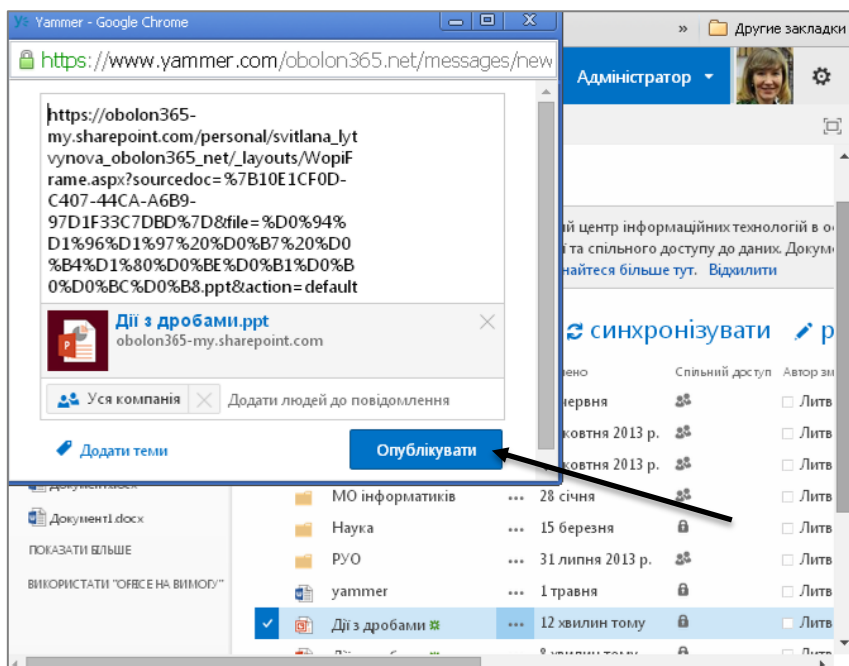 Yammer - Google Chrome
https://www.yammer.com/obolon365.net/messages/new
https://obolon365-
my.sharepoint.com/personal/svitlana_lyt
vynova_obolon365_net/_layouts/WopiF
rame.aspx?sourcedoc=%7B10E1CF0D-
C407-44CA-A6B9-
97D1F33C7DBD%7D&file=%D0%94%
D1%96%D1%97%20%D0%B7%20%D0
%B4%D1%80%D0%BE%D0%B1%D0%B
0%D0%BC%D0%B8.ppt&action=default
Дії з дробами.ppt
obolon365-my.sharepoint.com
Уся компанія
Додати людей до повідомлення
Додати теми
Опублікувати
» Другие закладки
Адміністратор
ий центр інформаційних технологій в о
ї та спільного доступу до даних. Докум
найтеся більше тут. Відхилити
синхронізувати р
ено Спільний доступ Автор зм
червня Литв
жовтня 2013 р. Литв
жовтня 2013 р. Литв
МО інформатиків ... 28 січня Литв
Документ1.docx
Наука ... 15 березня Литв
ПОКАЗАТИ БІЛЬШЕ
РУО ... 31 липня 2013 р. Литв
ВИКОРИСТАТИ "OFFICE НА ВИМОГУ"
yammer ... 1 травня Литв
Дії з дробами ... 12 хвилин тому Литв